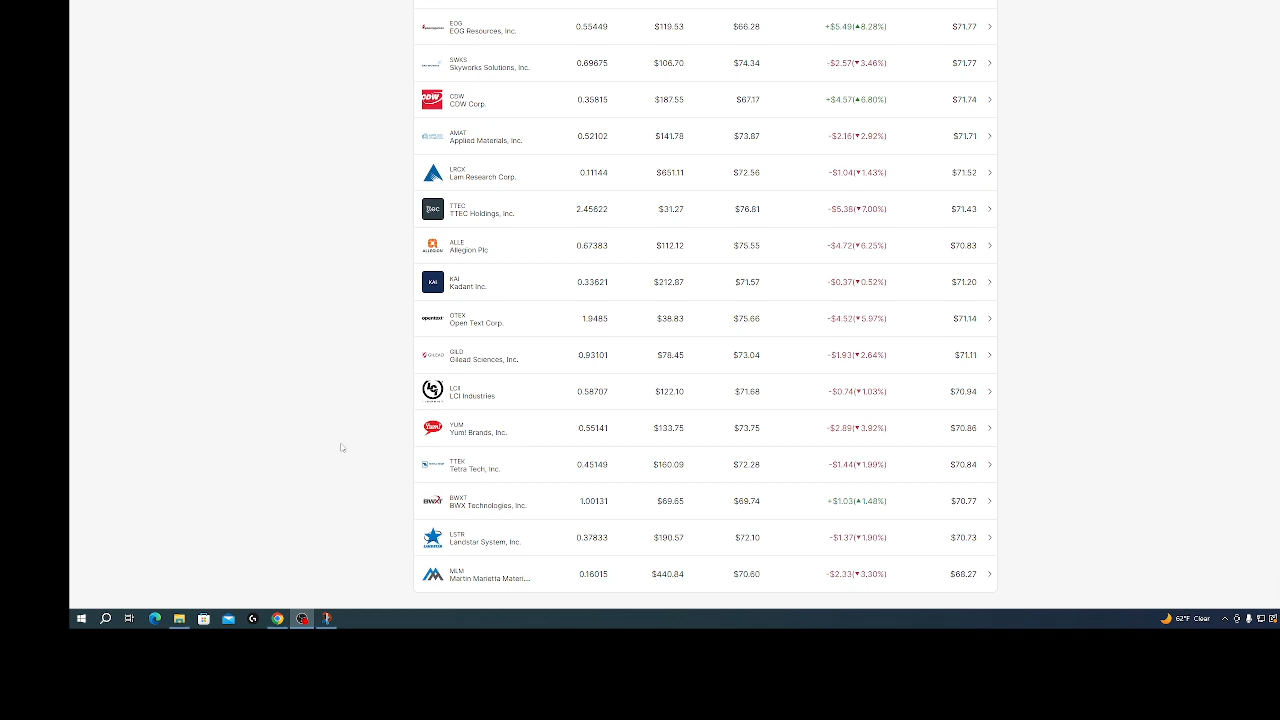 EOG
EOG Resources, Inc. 0.55449 $119.53 $66.28 +$5.49(▲8.28%) $71.77
SWKS
Skyworks Solutions, Inc. 0.69675 $106.70 $74.34 -$2.57(▼3.46%) $71.77
CDW
CDW
CDW Corp. 0.35815 $187.55 $67.17 +$4.57(▲6.80%) $71.74
AMAT
Applied Materials, Inc. 0.52102 $141.78 $73.87 -$2.16(▼2.92%) $71.71
LRCX
Lam Research Corp. 0.11144 $651.11 $72.56 -$1.04(▼1.43%) $71.52
ttec
TTEC
TTEC Holdings, Inc. 2.45622 $31.27 $76.81 -$5.38(▼7.00%) $71.43
ALLEGION
ALLE
Allegion Plc 0.67383 $112.12 $75.55 -$4.72(▼6.25%) $70.83
KAI
KAI
Kadant Inc. 0.33621 $212.87 $71.57 -$0.37(▼0.52%) $71.20
opentext
OTEX
Open Text Corp. 1.9485 $38.83 $75.66 -$4.52(▼5.97%) $71.14
GILEAD
GILD
Gilead Sciences, Inc. 0.93101 $78.45 $73.04 -$1.93(▼2.64%) $71.11
LCI
LCII
LCI Industries 0.58707 $122.10 $71.68 -$0.74(▼1.03%) $70.94
Yum!
YUM
Yum! Brands, Inc. 0.55141 $133.75 $73.75 -$2.89(▼3.92%) $70.86
TTEK
Tetra Tech, Inc. 0.45149 $160.09 $72.28 -$1.44(▼1.99%) $70.84
BWXT
BWXT
BWX Technologies, Inc. 1.00131 $69.65 $69.74 +$1.03(▲1.48%) $70.77
LANDSTAR
LSTR
Landstar System, Inc. 0.37833 $190.57 $72.10 -$1.37(▼1.90%) $70.73
MLM
Martin Marietta Materi... 0.16015 $440.84 $70.60 -$2.33(▼3.30%) $68.27
62°F Clear